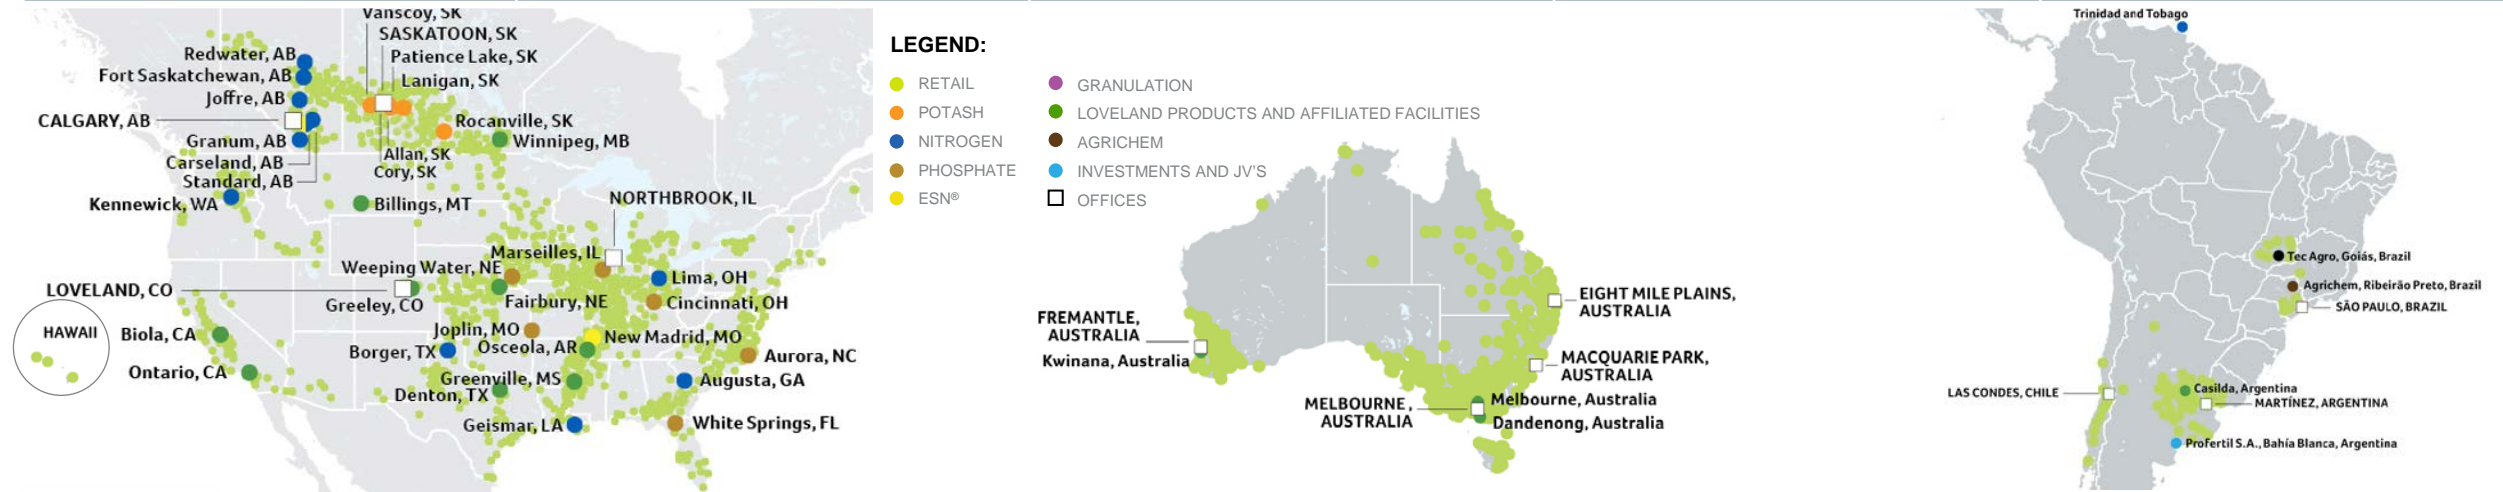 Vanscoy, SK
SASKATOON, SK
Redwater, AB
Patience Lake, SK
Fort Saskatchewan, AB
Lanigan, SK
Joffre, AB
CALGARY, AB
Rocanville, SK
Granum, AB
Winnipeg, MB
Allan, SK
Carseland, AB
Cory, SK
Standard, AB
Kennewick, WA
Billings, MT
NORTHBROOK, IL
Marseilles, IL
Weeping Water, NE
Lima, OH
LOVELAND, CO
Greeley, CO
Fairbury, NE
Cincinnati, OH
HAWAII
Biola, CA
Joplin, MO
New Madrid, MO
Borger, TX
Osceola, AR
Aurora, NC
Ontario, CA
Greenville, MS
Augusta, GA
Denton, TX
Geismar, LA
White Springs, FL
LEGEND:
RETAIL
POTASH
NITROGEN
PHOSPHATE
ESN®
GRANULATION
LOVELAND PRODUCTS AND AFFILIATED FACILITIES
AGRICHEM
INVESTMENTS AND JV'S
OFFICES
EIGHT MILE PLAINS,
AUSTRALIA
FREMANTLE,
AUSTRALIA
Kwinana, Australia
MACQUARIE PARK,
AUSTRALIA
MELBOURNE,
AUSTRALIA
Melbourne, Australia
Dandenong, Australia
Trinidad and Tobago
Tec Agro, Goiás, Brazil
Agrichem, Ribeirão Preto, Brazil
SÃO PAULO, BRAZIL
LAS CONDES, CHILE
Casilda, Argentina
MARTÍNEZ, ARGENTINA
Profertil S.A., Bahía Blanca, Argentina